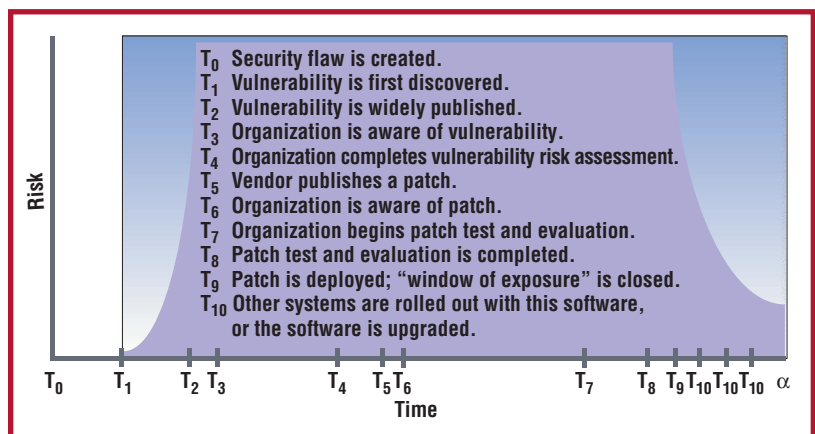 T0 Security flaw is created.
T1 Vulnerability is first discovered.
T2 Vulnerability is widely published.
T3 Organization is aware of vulnerability.
T4 Organization completes vulnerability risk assessment.
T5 Vendor publishes a patch.
T6 Organization is aware of patch.
T7 Organization begins patch test and evaluation.
T8 Patch test and evaluation is completed.
T9 Patch is deployed; “window of exposure” is closed.
T10 Other systems are rolled out with this software,
or the software is upgraded.
Risk
T0 T1 T2 T3 T4 T5 T6 T7 T8 T9 T10 T10 T10 α
Time